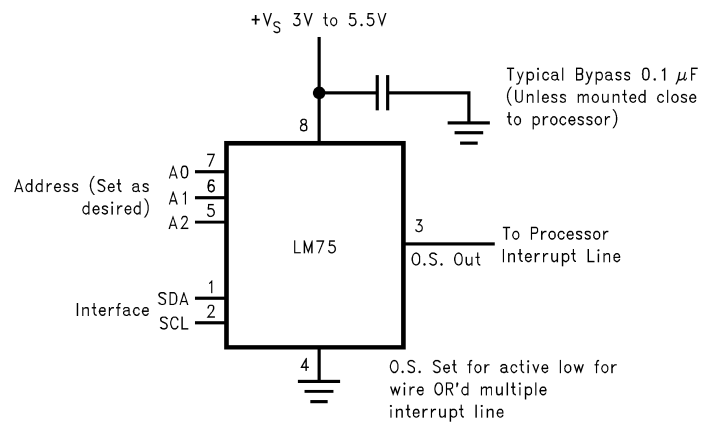 +VS 3V to 5.5V
Typical Bypass 0.1 μF
(Unless mounted close
to processor)
8
Address (Set as
desired)
A0 7
A1 6
A2 5
LM75
3
O.S. Out
To Processor
Interrupt Line
Interface
SDA 1
SCL 2
4
O.S. Set for active low for
wire OR'd multiple
interrupt line